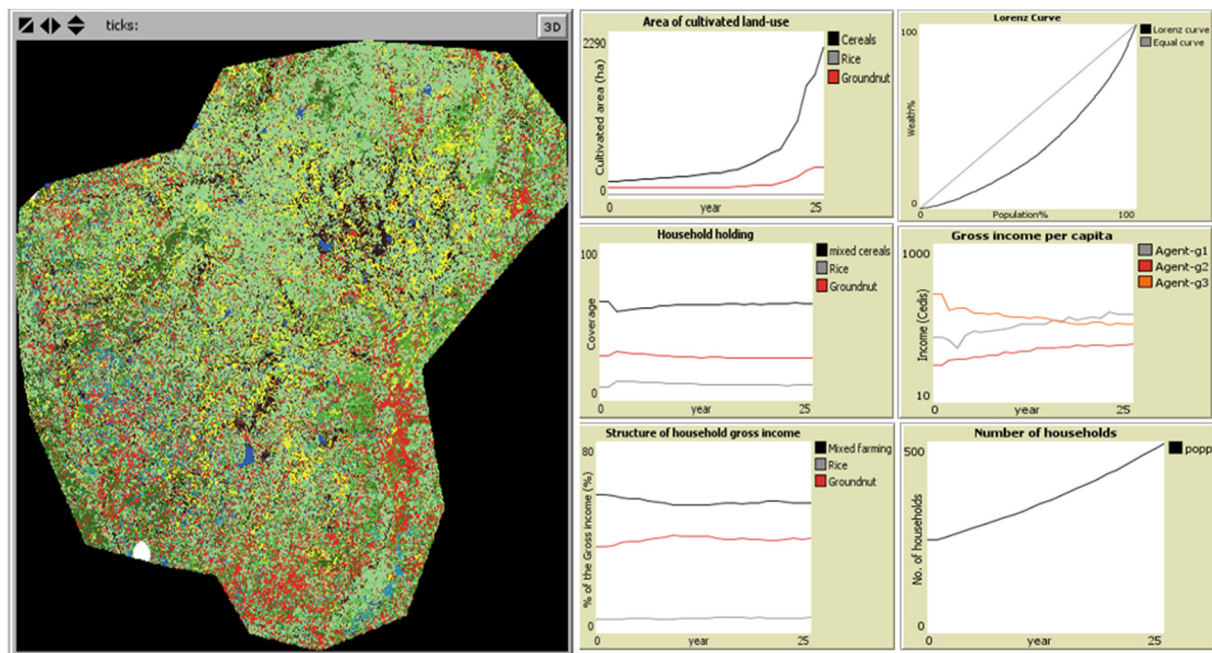 ticks:
3D
Area of cultivated land-use
2290
0
Cultivated area (ha)
0
year
25
Cereals
Rice
Groundnut
Lorenz Curve
100
0
Wealth%
0
Population%
100
Lorenz curve
Equal curve
Household holding
100
0
Coverage
0
year
25
mixed cereals
Rice
Groundnut
Gross income per capita
1000
10
Income (Cedis)
0
year
25
Agent-g1
Agent-g2
Agent-g3
Structure of household gross income
80
0
% of the Gross income (%)
0
year
25
Mixed farming
Rice
Groundnut
Number of households
500
0
No. of households
0
year
25
popp